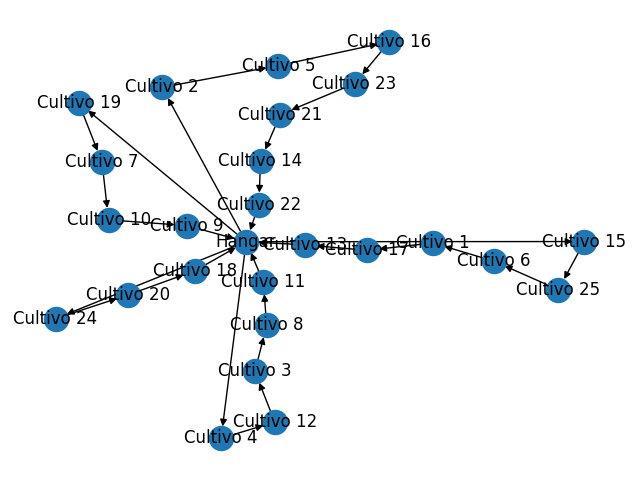 Cultivo 16
Cultivo 5
Cultivo 2
Cultivo 23
Cultivo 19
Cultivo 21
Cultivo 7
Cultivo 14
Cultivo 22
Cultivo 10
Cultivo 9
Hangar
Cultivo 13
Cultivo 17
Cultivo 1
Cultivo 15
Cultivo 6
Cultivo 18
Cultivo 11
Cultivo 25
Cultivo 20
Cultivo 24
Cultivo 8
Cultivo 3
Cultivo 12
Cultivo 4